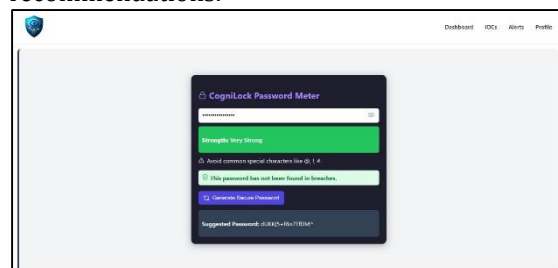 recommendations.
Dashboard IOCs Alerts Profile
CogniLock Password Meter
Strength: Very Strong
Avoid common special characters like @, !, #.
This password has not been found in breaches.
Generate Secure Password
Suggested Password: